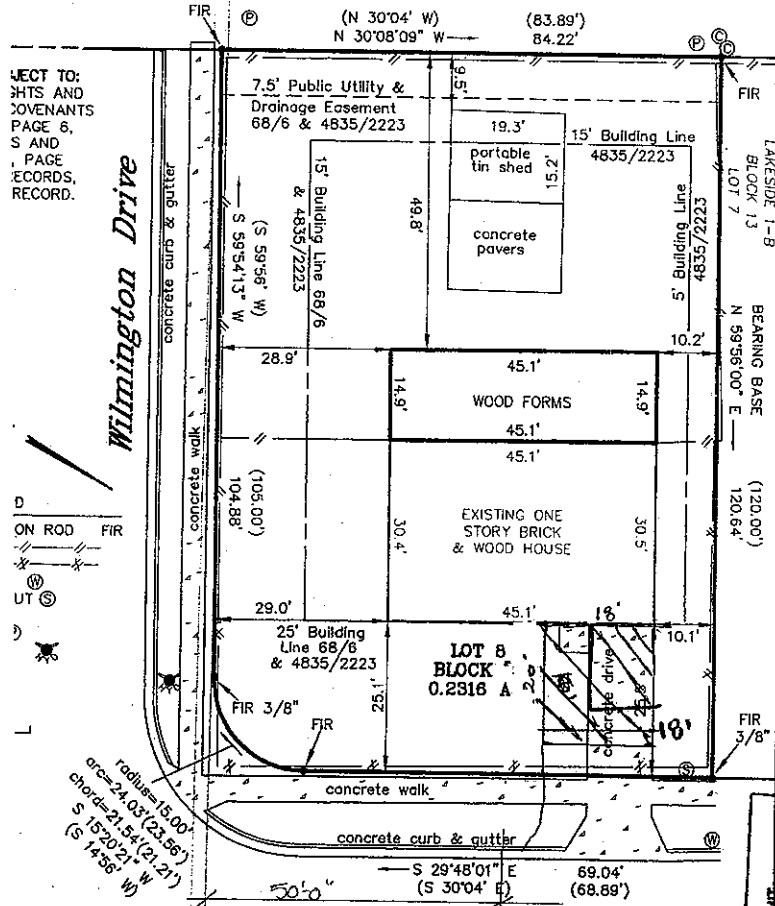 FIR
P
(N 30°04' W)
(83.89')
N 30°08'09" W
84.22'
P
C
C
FIR
JECT TO:
GHTS AND
COVENANTS
PAGE 6,
S AND
, PAGE
RECORDS,
RECORD.
7.5' Public Utility &
Drainage Easement
68/6 & 4835/2223
9.5'
19.3'
portable
tin shed
15.2'
concrete
pavers
15' Building Line
4835/2223
LAKESIDE 1-B
BLOCK 13
LOT 7
Wilmington Drive
concrete curb & gutter
S 59°54'13" W
(S 59°56' W)
15' Building Line 68/6
& 4835/2223
49.8'
5' Building Line
4835/2223
BEARING BASE
N 59°56'00" E
28.9'
45.1'
10.2'
14.9'
WOOD FORMS
14.9'
45.1'
45.1'
concrete walk
(105.00')
104.88'
(120.00')
120.64'
D
ON ROD FIR
W
UT S
EXISTING ONE
STORY BRICK
& WOOD HOUSE
30.4'
30.5'
29.0'
45.1'
18'
10.1'
25' Building
Line 68/6
& 4835/2223
25.1'
LOT 8
BLOCK
0.2316 A
20'
concrete drive
25.8'
18'
FIR 3/8"
FIR
FIR
3/8"
S
radius=15.00'
arc=24.03'(23.56')
chord=21.54'(21.21')
S 15°20'21" W
(S 14°56' W)
concrete walk
concrete curb & gutter
W
S 29°48'01" E
69.04'
(S 30°04' E)
(68.89')
50'-0"